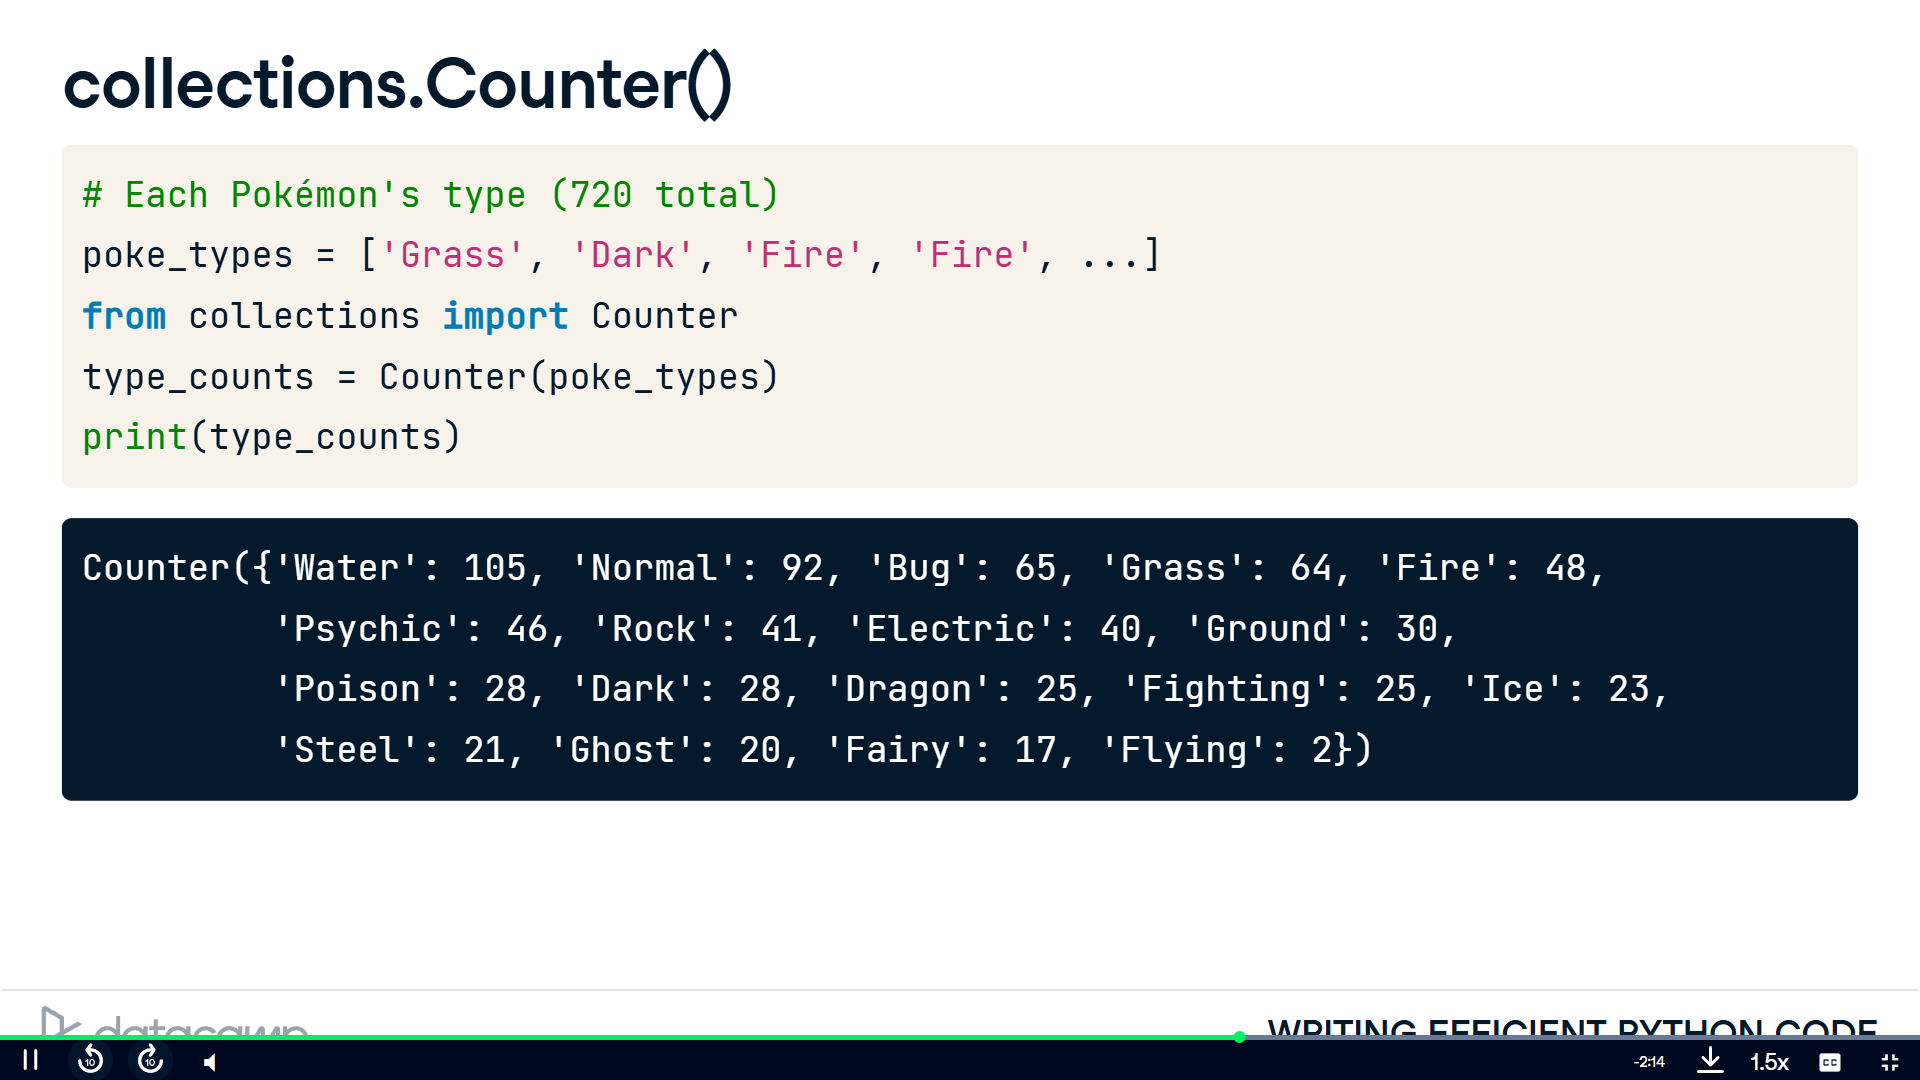 collections.Counter()
# Each Pokémon's type (720 total)
poke_types = ['Grass', 'Dark', 'Fire', 'Fire', ...]
from collections import Counter
type_counts = Counter(poke_types)
print(type_counts)
Counter({'Water': 105, 'Normal': 92, 'Bug': 65, 'Grass': 64, 'Fire': 48,
'Psychic': 46, 'Rock': 41, 'Electric': 40, 'Ground': 30,
'Poison': 28, 'Dark': 28, 'Dragon': 25, 'Fighting': 25, 'Ice': 23,
'Steel': 21, 'Ghost': 20, 'Fairy': 17, 'Flying': 2})
datacamp
WRITING EFFICIENT PYTHON CODE
10 10 -2:14 1.5x CC